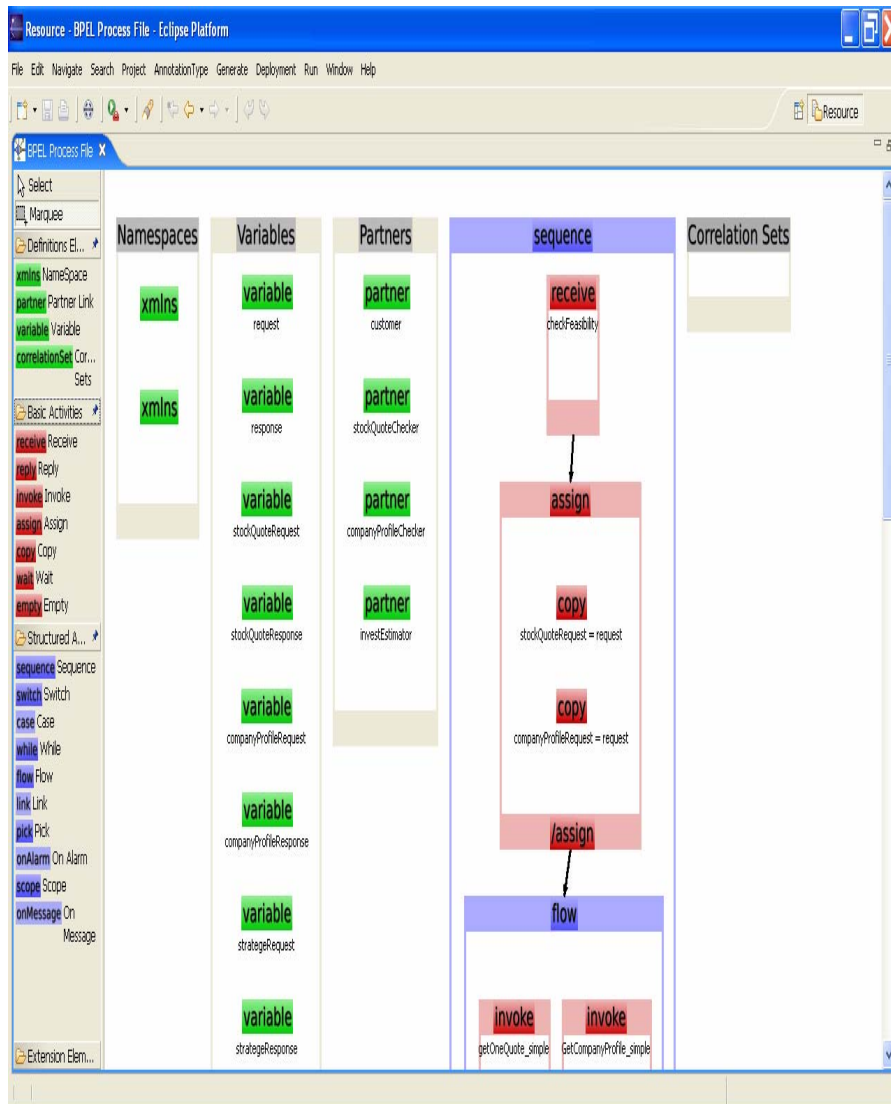 Resource - BPEL Process File - Eclipse Platform
File Edit Navigate Search Project AnnotationType Generate Deployment Run Window Help
Resource
BPEL Process File
Select
Marquee
Definitions El...
xmlns NameSpace
partner Partner Link
variable Variable
correlationSet Cor...
Sets
Basic Activities
receive Receive
reply Reply
invoke Invoke
assign Assign
copy Copy
wait Wait
empty Empty
Structured A...
sequence Sequence
switch Switch
case Case
while While
flow Flow
link Link
pick Pick
onAlarm On Alarm
scope Scope
onMessage On
Message
Extension Elem...
Namespaces
xmlns
xmlns
Variables
variable
request
variable
response
variable
stockQuoteRequest
variable
stockQuoteResponse
variable
companyProfileRequest
variable
companyProfileResponse
variable
strategeRequest
variable
strategeResponse
Partners
partner
customer
partner
stockQuoteChecker
partner
companyProfileChecker
partner
investEstimator
sequence
receive
checkFeasibility
assign
copy
stockQuoteRequest = request
copy
companyProfileRequest = request
/assign
flow
invoke
getOneQuote_simple
invoke
GetCompanyProfile_simple
Correlation Sets